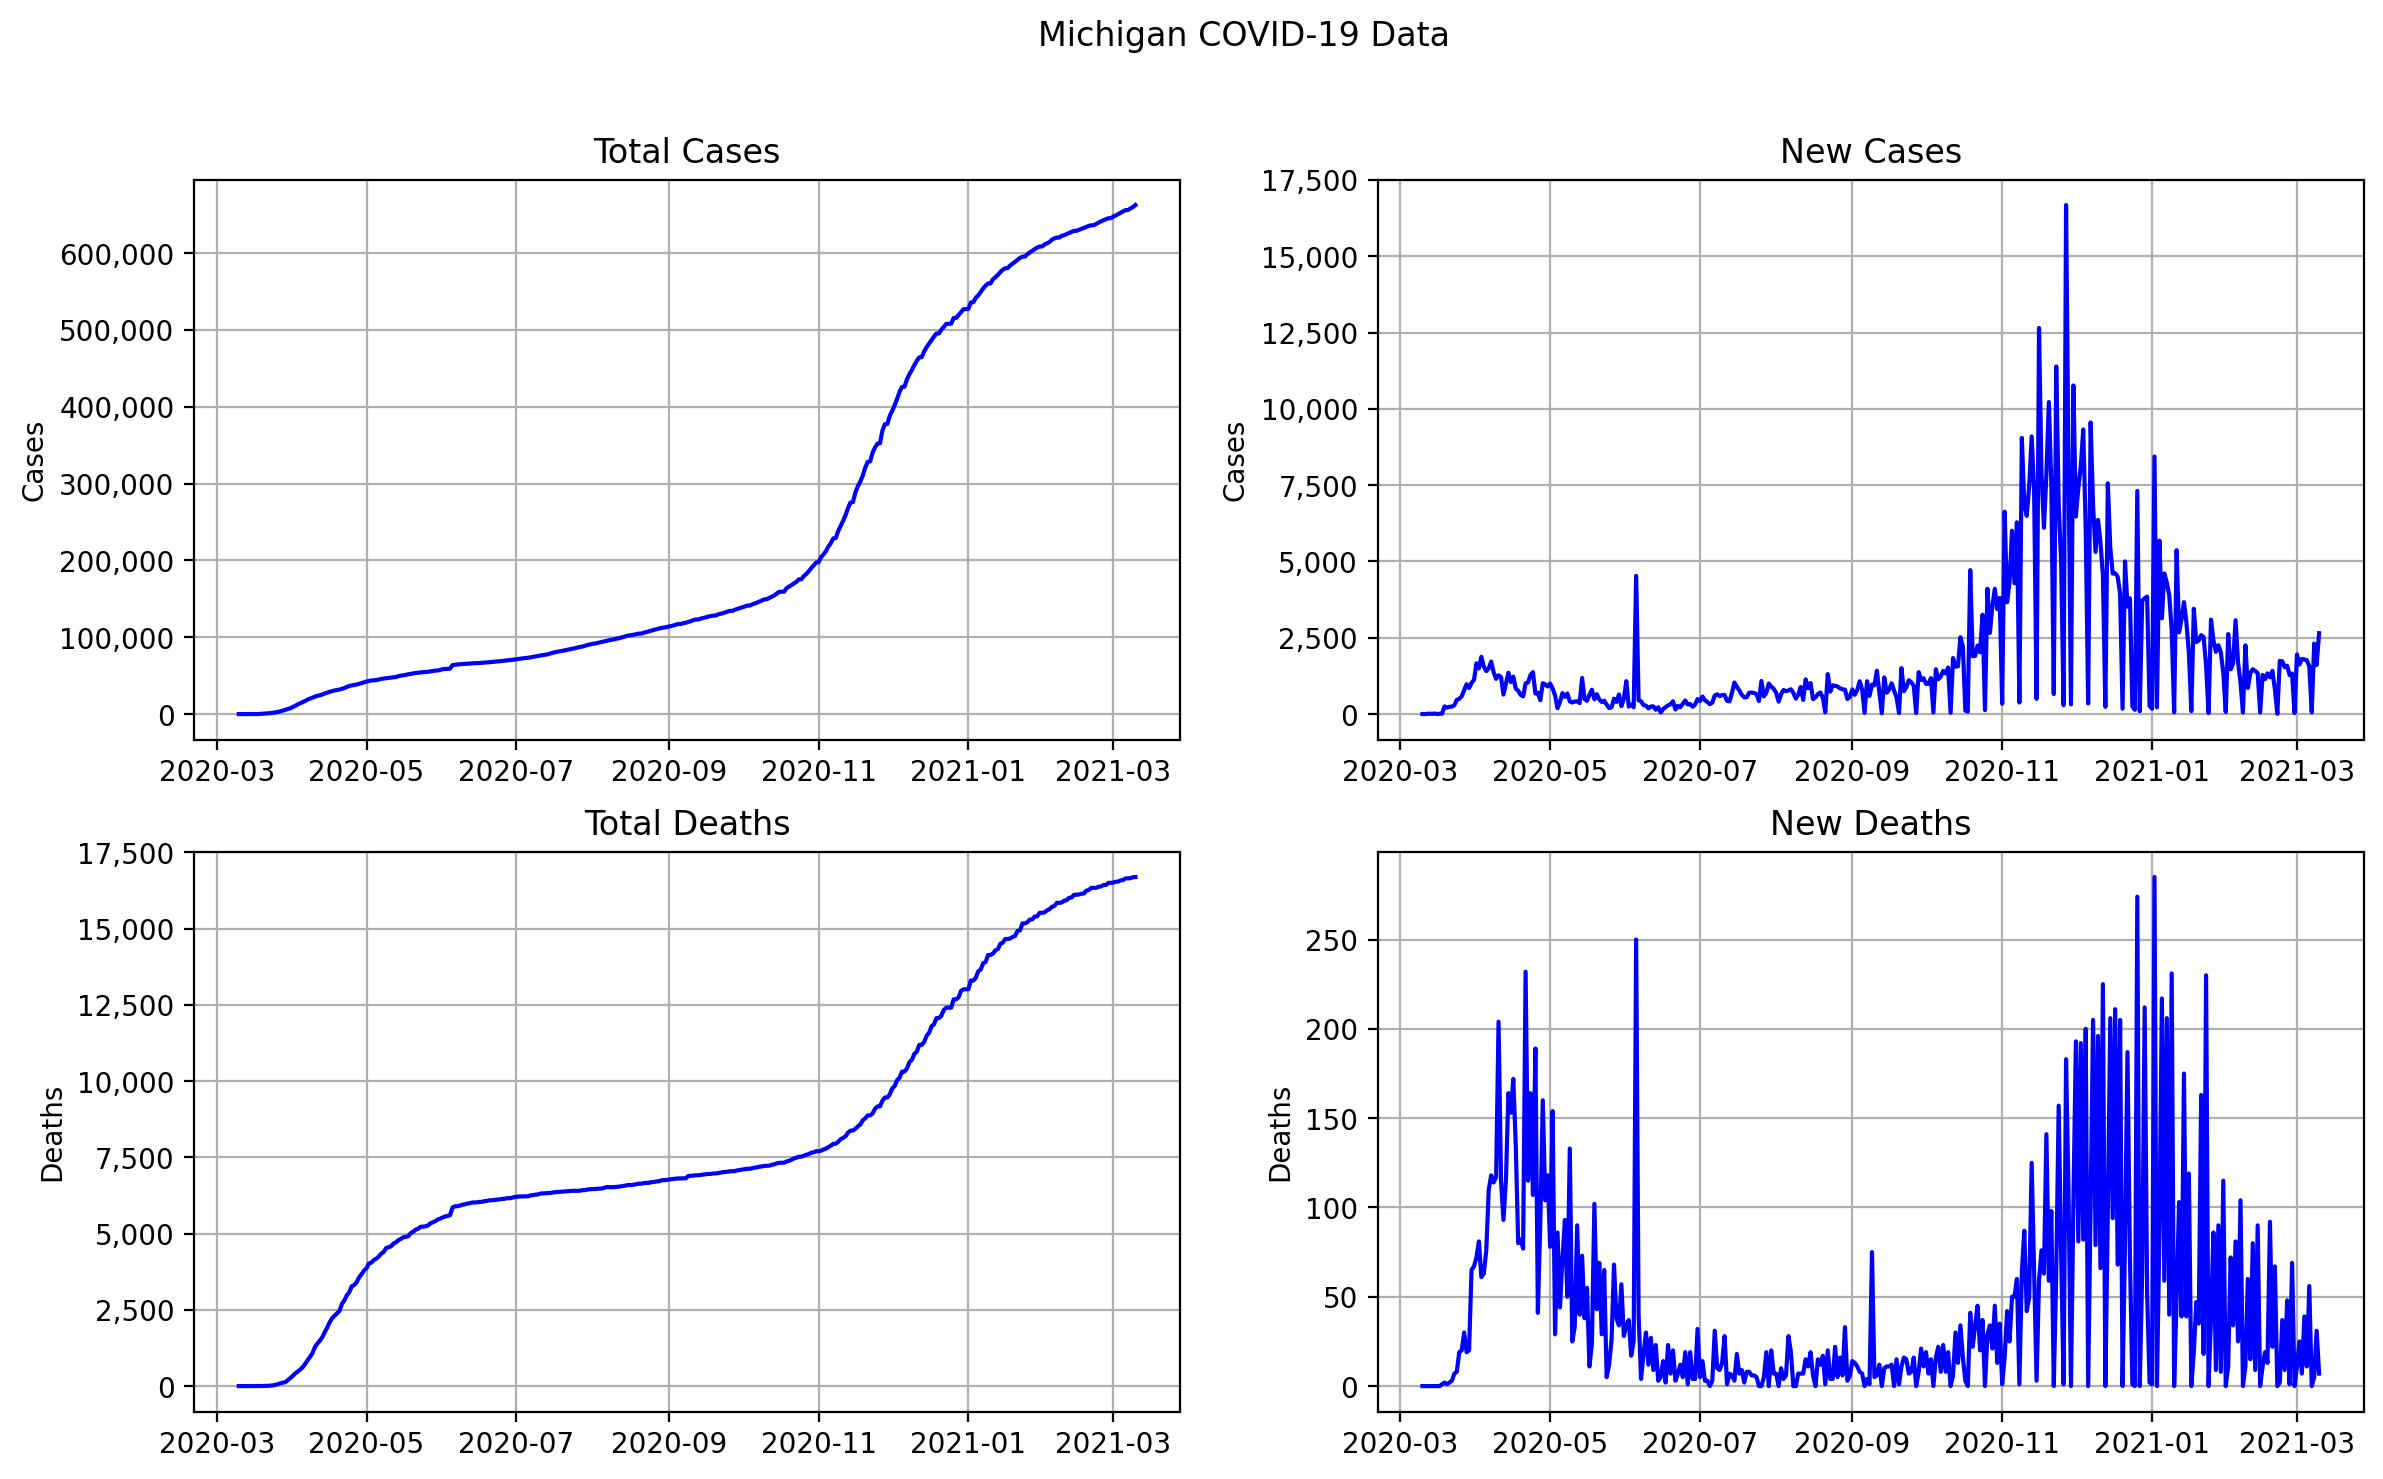 Michigan COVID-19 Data
Total Cases
Cases
600,000
500,000
400,000
300,000
200,000
100,000
0
2020-03 2020-05 2020-07 2020-09 2020-11 2021-01 2021-03
New Cases
Cases
17,500
15,000
12,500
10,000
7,500
5,000
2,500
0
2020-03 2020-05 2020-07 2020-09 2020-11 2021-01 2021-03
Total Deaths
Deaths
17,500
15,000
12,500
10,000
7,500
5,000
2,500
0
2020-03 2020-05 2020-07 2020-09 2020-11 2021-01 2021-03
New Deaths
Deaths
250
200
150
100
50
0
2020-03 2020-05 2020-07 2020-09 2020-11 2021-01 2021-03